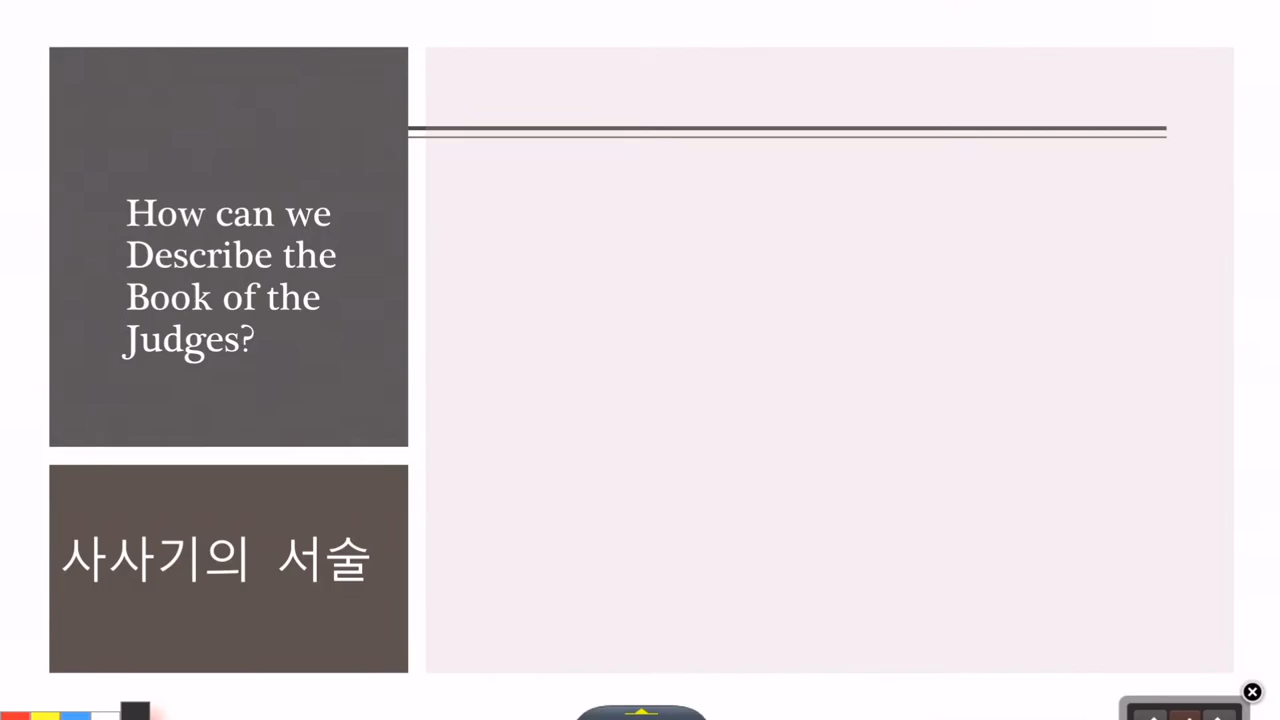 How can we
Describe the
Book of the
Judges?
사사기의 서술